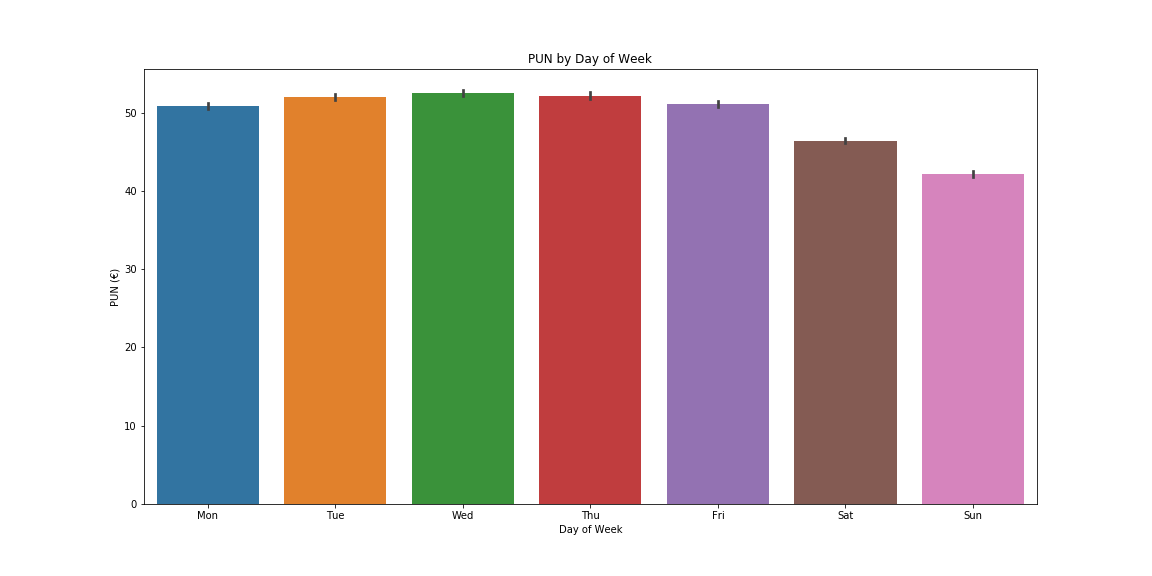 PUN by Day of Week
PUN (€)
50
40
30
20
10
0
Mon Tue Wed Thu Fri Sat Sun
Day of Week